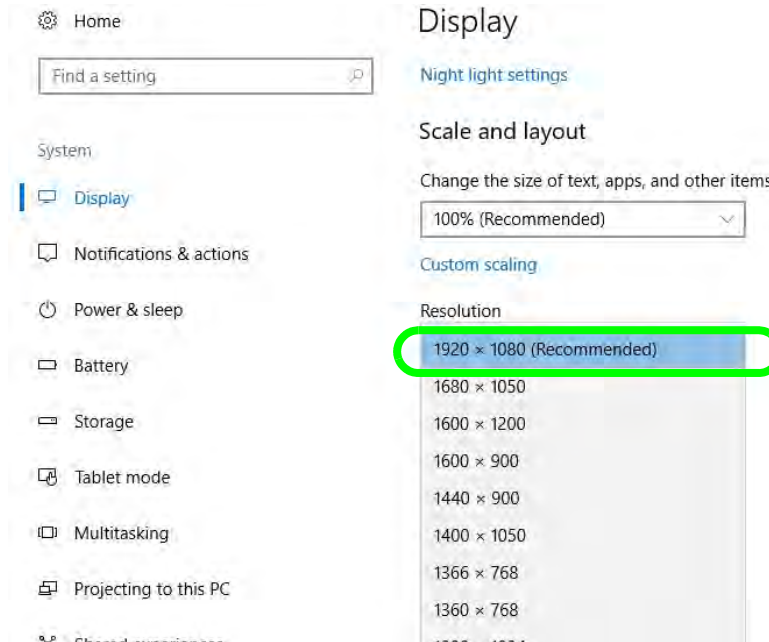 Home
Find a setting
System
Display
Notifications & actions
Power & sleep
Battery
Storage
Tablet mode
Multitasking
Projecting to this PC
Display
Night light settings
Scale and layout
Change the size of text, apps, and other items
100% (Recommended)
Custom scaling
Resolution
1920 × 1080 (Recommended)
1680 × 1050
1600 × 1200
1600 × 900
1440 × 900
1400 × 1050
1366 × 768
1360 × 768